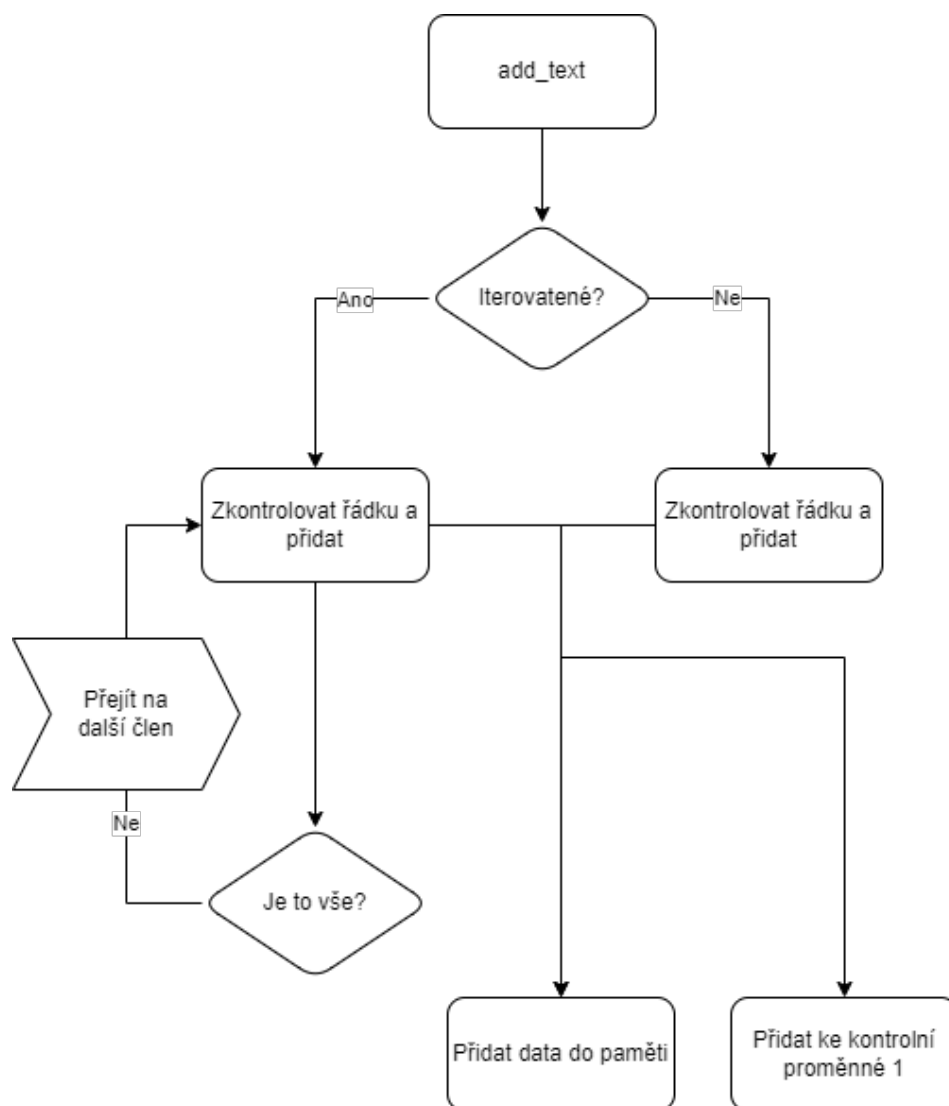 add_text
Iterovatené?
Ano
Ne
Zkontrolovat řádku a
přidat
Zkontrolovat řádku a
přidat
Přejít na
další člen
Ne
Je to vše?
Přidat data do paměti
Přidat ke kontrolní
proměnné 1